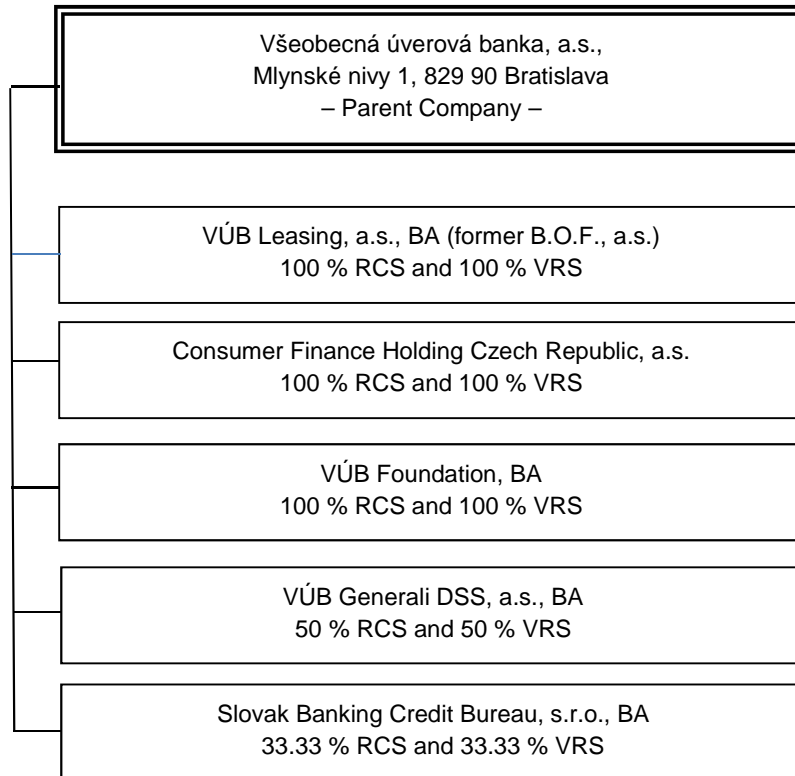 Všeobecná úverová banka, a.s.,
Mlynské nivy 1, 829 90 Bratislava
– Parent Company –
VÚB Leasing, a.s., BA (former B.O.F., a.s.)
100 % RCS and 100 % VRS
Consumer Finance Holding Czech Republic, a.s.
100 % RCS and 100 % VRS
VÚB Foundation, BA
100 % RCS and 100 % VRS
VÚB Generali DSS, a.s., BA
50 % RCS and 50 % VRS
Slovak Banking Credit Bureau, s.r.o., BA
33.33 % RCS and 33.33 % VRS